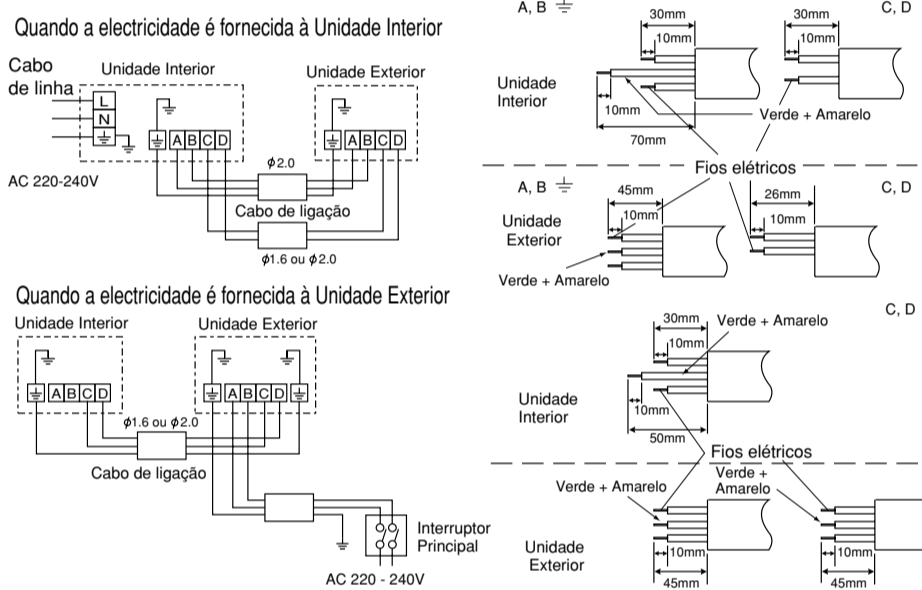 Quando a electricidade é fornecida à Unidade Interior
Cabo
de linha
Unidade Interior
Unidade Exterior
L
N
A B C D
A B C D
AC 220-240V
ϕ2.0
Cabo de ligação
ϕ1.6 ou ϕ2.0
Quando a electricidade é fornecida à Unidade Exterior
Unidade Interior
Unidade Exterior
A B C D
A B C D
ϕ1.6 ou ϕ2.0
Cabo de ligação
Interruptor
Principal
AC 220 - 240V
A, B
C, D
30mm
10mm
30mm
10mm
Unidade
Interior
10mm
70mm
Verde + Amarelo
Fios elétricos
A, B
C, D
45mm
10mm
26mm
10mm
Unidade
Exterior
Verde + Amarelo
C, D
30mm
10mm
Verde + Amarelo
Unidade
Interior
10mm
50mm
Fios elétricos
Verde + Amarelo
Verde +
Amarelo
Unidade
Exterior
10mm
45mm
10mm
45mm